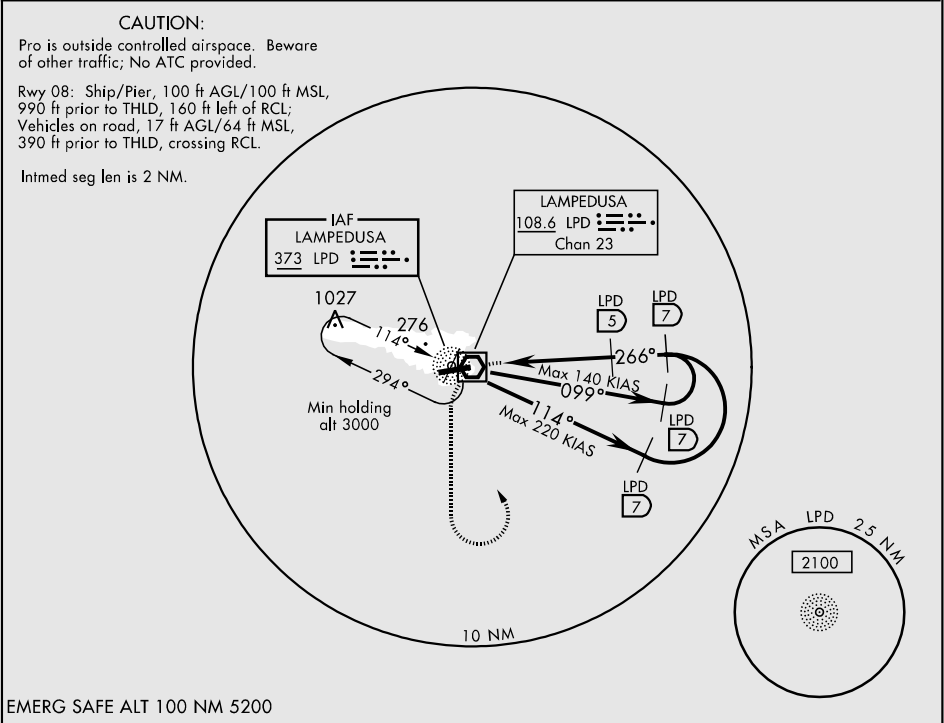 CAUTION:
Pro is outside controlled airspace. Beware
of other traffic; No ATC provided.
Rwy 08: Ship/Pier, 100 ft AGL/100 ft MSL,
990 ft prior to THLD, 160 ft left of RCL;
Vehicles on road, 17 ft AGL/64 ft MSL,
390 ft prior to THLD, crossing RCL.
Intmed seg len is 2 NM.
IAF
LAMPEDUSA
373 LPD
LAMPEDUSA
108.6 LPD
Chan 23
1027
276
114°
294°
Min holding
alt 3000
LPD
5
LPD
7
266°
Max 140 KIAS
099°
LPD
7
114°
Max 220 KIAS
LPD
7
10 NM
MSA LPD 25 NM
2100
EMERG SAFE ALT 100 NM 5200